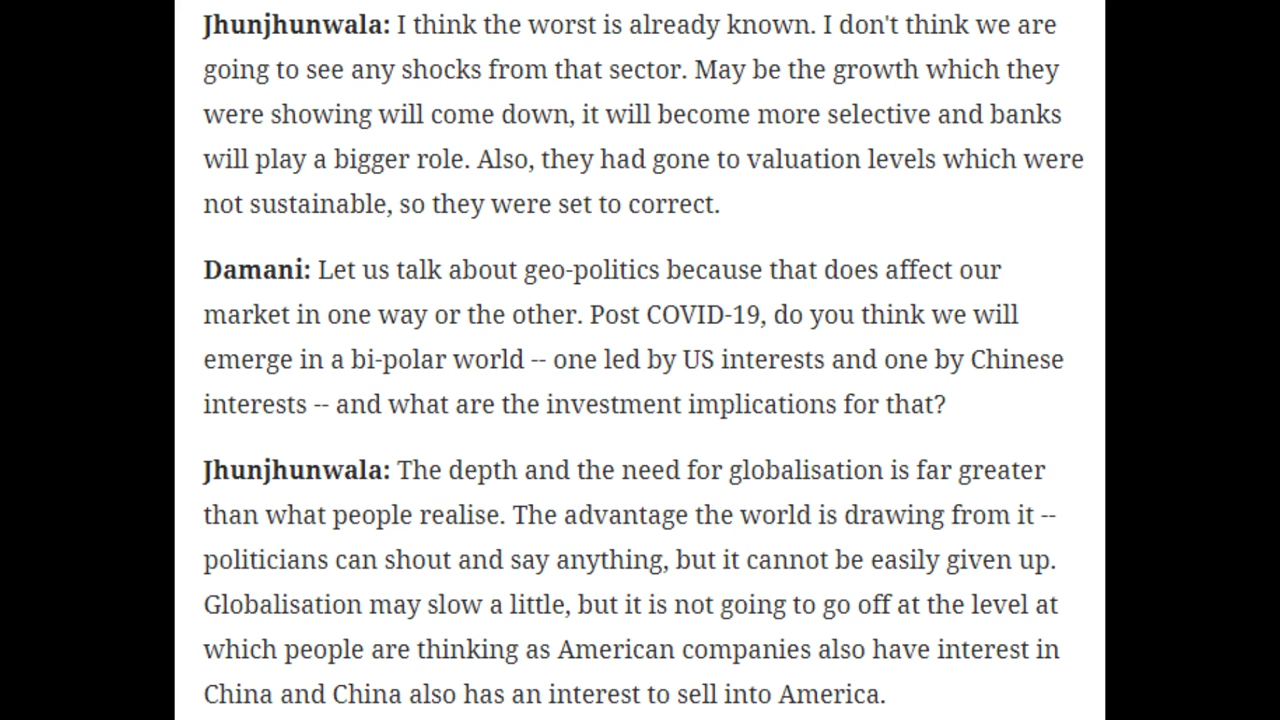 Jhunjhunwala: I think the worst is already known. I don't think we are
going to see any shocks from that sector. May be the growth which they
were showing will come down, it will become more selective and banks
will play a bigger role. Also, they had gone to valuation levels which were
not sustainable, so they were set to correct.
Damani: Let us talk about geo-politics because that does affect our
market in one way or the other. Post COVID-19, do you think we will
emerge in a bi-polar world -- one led by US interests and one by Chinese
interests -- and what are the investment implications for that?
Jhunjhunwala: The depth and the need for globalisation is far greater
than what people realise. The advantage the world is drawing from it --
politicians can shout and say anything, but it cannot be easily given up.
Globalisation may slow a little, but it is not going to go off at the level at
which people are thinking as American companies also have interest in
China and China also has an interest to sell into America.